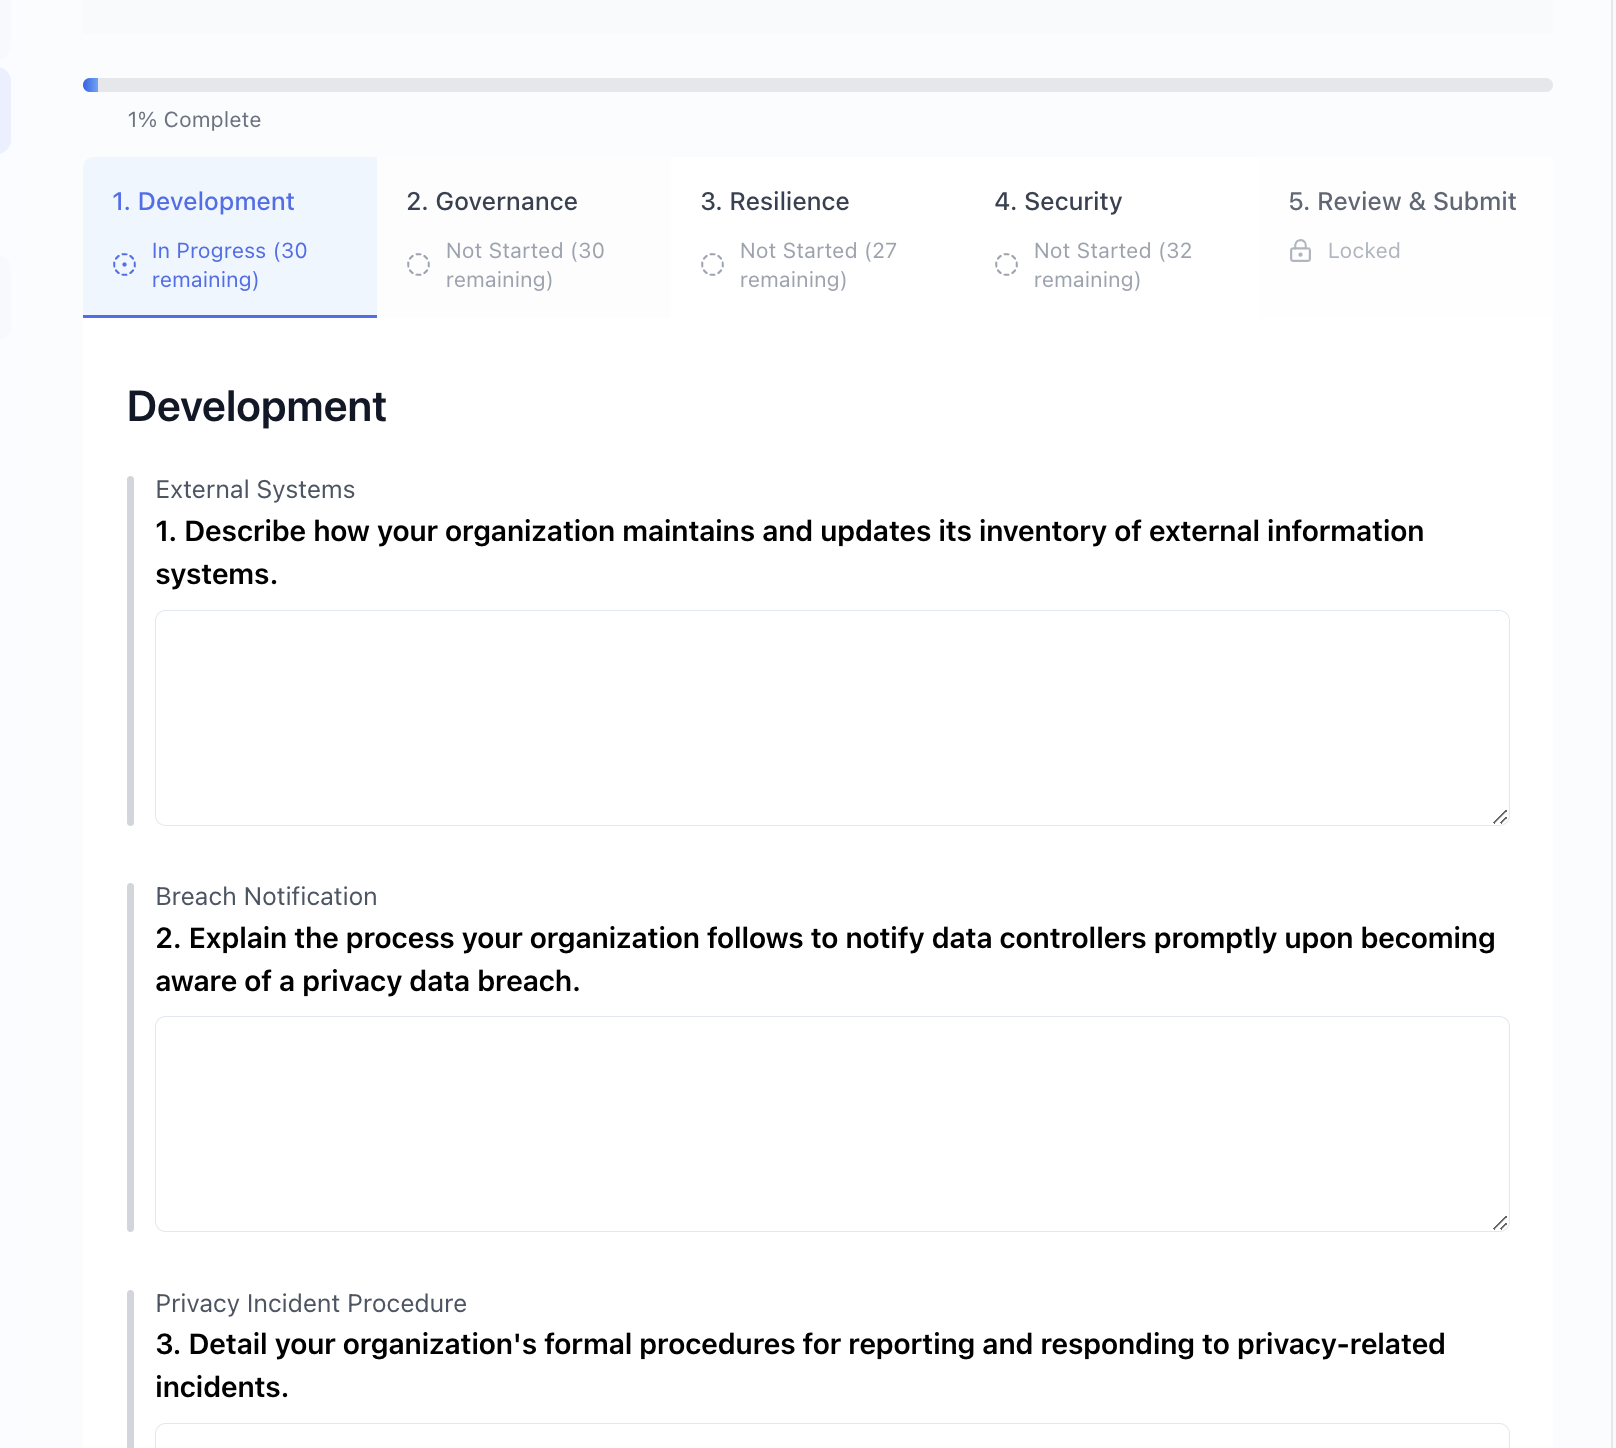 1% Complete
1. Development
In Progress (30
remaining)
2. Governance
Not Started (30
remaining)
3. Resilience
Not Started (27
remaining)
4. Security
Not Started (32
remaining)
5. Review & Submit
Locked
Development
External Systems
1. Describe how your organization maintains and updates its inventory of external information
systems.
Breach Notification
2. Explain the process your organization follows to notify data controllers promptly upon becoming
aware of a privacy data breach.
Privacy Incident Procedure
3. Detail your organization's formal procedures for reporting and responding to privacy-related
incidents.